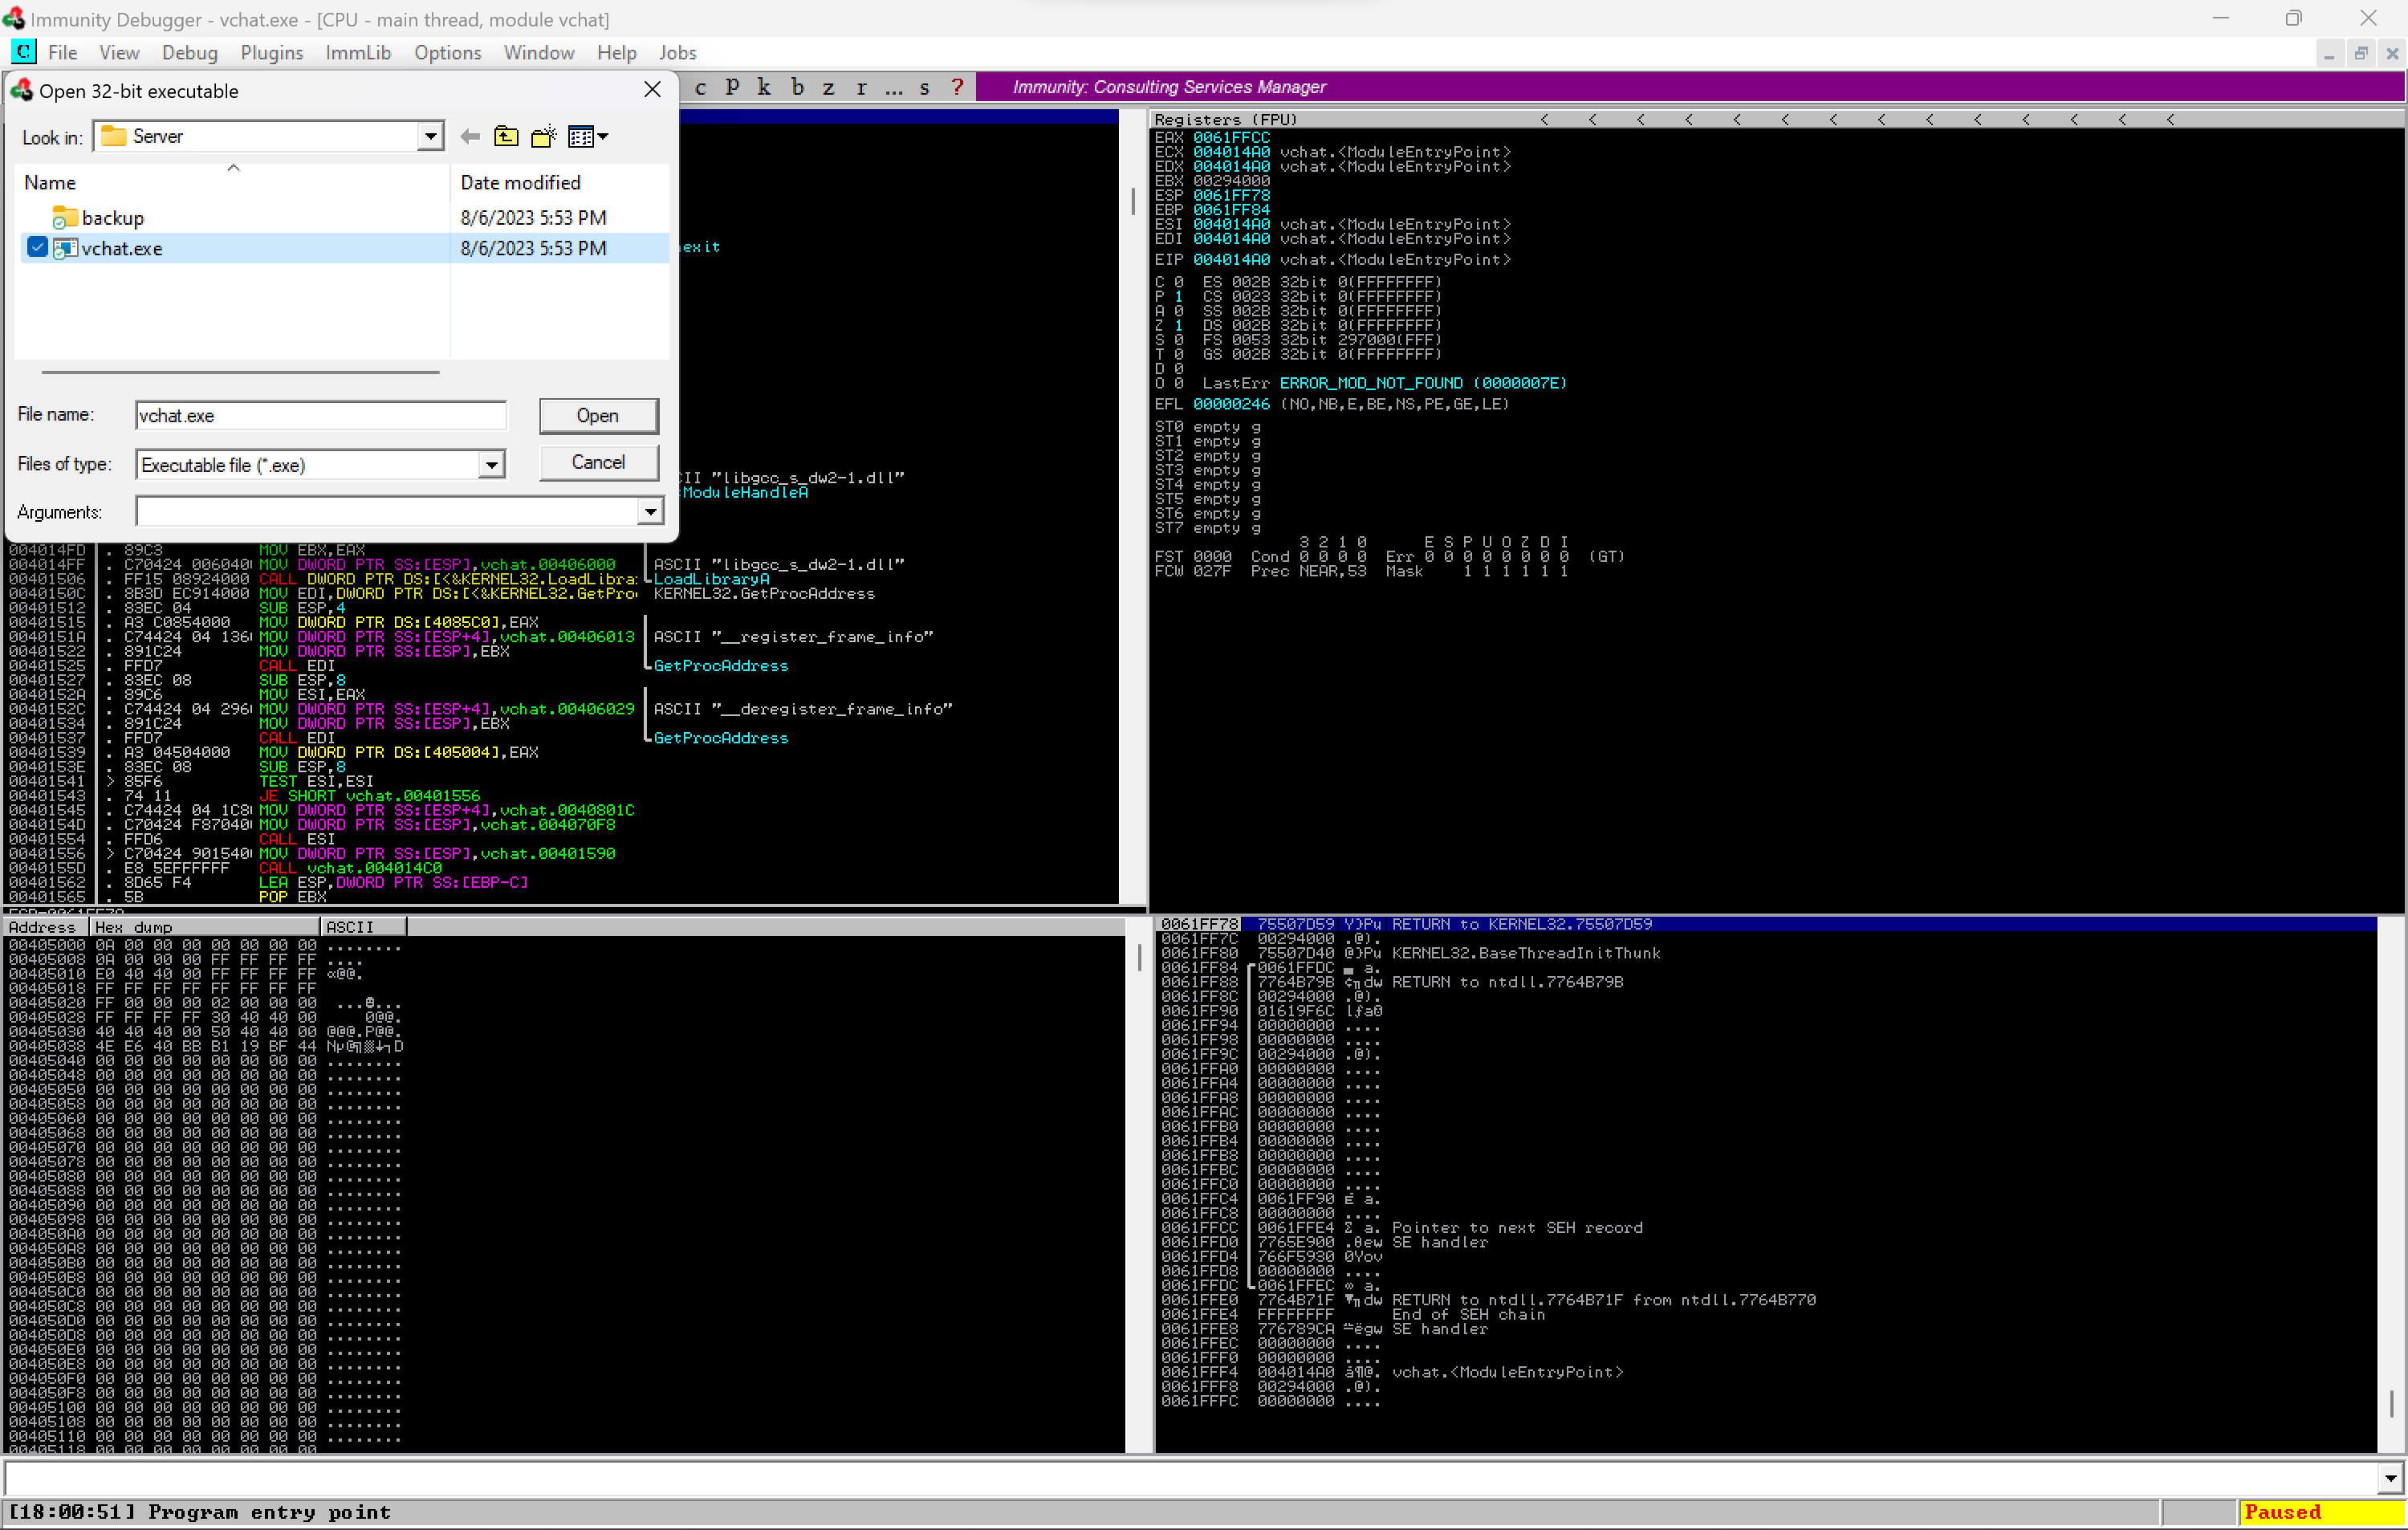 Immunity Debugger - vchat.exe - [CPU - main thread, module vchat]
C File View Debug Plugins ImmLib Options Window Help Jobs
Open 32-bit executable
c p k b z r ... s ?
Immunity: Consulting Services Manager
Look in: Server
Name Date modified
backup 8/6/2023 5:53 PM
vchat.exe 8/6/2023 5:53 PM
File name: vchat.exe Open
Files of type: Executable file (*.exe) Cancel
Arguments:
exit
"libgcc_s_dw2-1.dll"
ModuleHandleA
004014FD . 89C3 MOV EBX,EAX
004014FF . C70424 006040 MOV DWORD PTR SS:[ESP],vchat.00406000 ASCII "libgcc_s_dw2-1.dll"
00401506 . FF15 08924000 CALL DWORD PTR DS:[<&KERNEL32.LoadLibra LoadLibraryA
0040150C . 8B3D EC914000 MOV EDI,DWORD PTR DS:[<&KERNEL32.GetPro KERNEL32.GetProcAddress
00401512 . 83EC 04 SUB ESP,4
00401515 . A3 C0854000 MOV DWORD PTR DS:[4085C0],EAX
0040151A . C74424 04 136 MOV DWORD PTR SS:[ESP+4],vchat.00406013 ASCII "__register_frame_info"
00401522 . 891C24 MOV DWORD PTR SS:[ESP],EBX
00401525 . FFD7 CALL EDI GetProcAddress
00401527 . 83EC 08 SUB ESP,8
0040152A . 89C6 MOV ESI,EAX
0040152C . C74424 04 296 MOV DWORD PTR SS:[ESP+4],vchat.00406029 ASCII "__deregister_frame_info"
00401534 . 891C24 MOV DWORD PTR SS:[ESP],EBX
00401537 . FFD7 CALL EDI GetProcAddress
00401539 . A3 04504000 MOV DWORD PTR DS:[405004],EAX
0040153E . 83EC 08 SUB ESP,8
00401541 > 85F6 TEST ESI,ESI
00401543 . 74 11 JE SHORT vchat.00401556
00401545 . C74424 04 1C8 MOV DWORD PTR SS:[ESP+4],vchat.0040801C
0040154D . C70424 F87040 MOV DWORD PTR SS:[ESP],vchat.004070F8
00401554 . FFD6 CALL ESI
00401556 > C70424 901540 MOV DWORD PTR SS:[ESP],vchat.00401590
0040155D . E8 5EFFFFFF CALL vchat.004014C0
00401562 . 8D65 F4 LEA ESP,DWORD PTR SS:[EBP-C]
00401565 . 5B POP EBX
Registers (FPU) < < < < < < < < < < < < < <
EAX 0061FFCC
ECX 004014A0 vchat.<ModuleEntryPoint>
EDX 004014A0 vchat.<ModuleEntryPoint>
EBX 00294000
ESP 0061FF78
EBP 0061FF84
ESI 004014A0 vchat.<ModuleEntryPoint>
EDI 004014A0 vchat.<ModuleEntryPoint>
EIP 004014A0 vchat.<ModuleEntryPoint>
C 0 ES 002B 32bit 0(FFFFFFFF)
P 1 CS 0023 32bit 0(FFFFFFFF)
A 0 SS 002B 32bit 0(FFFFFFFF)
Z 1 DS 002B 32bit 0(FFFFFFFF)
S 0 FS 0053 32bit 297000(FFF)
T 0 GS 002B 32bit 0(FFFFFFFF)
D 0
O 0 LastErr ERROR_MOD_NOT_FOUND (0000007E)
EFL 00000246 (NO,NB,E,BE,NS,PE,GE,LE)
ST0 empty g
ST1 empty g
ST2 empty g
ST3 empty g
ST4 empty g
ST5 empty g
ST6 empty g
ST7 empty g
3 2 1 0 E S P U O Z D I
FST 0000 Cond 0 0 0 0 Err 0 0 0 0 0 0 0 0 (GT)
FCW 027F Prec NEAR,53 Mask 1 1 1 1 1 1
Address Hex dump ASCII
00405000 0A 00 00 00 00 00 00 00 ........
00405008 0A 00 00 00 FF FF FF FF ....
00405010 E0 40 40 00 FF FF FF FF α@@.
00405018 FF FF FF FF FF FF FF FF
00405020 FF 00 00 00 02 00 00 00 ...☻...
00405028 FF FF FF FF 30 40 40 00 0@@.
00405030 40 40 40 00 50 40 40 00 @@@.P@@.
00405038 4E E6 40 BB B1 19 BF 44 Nµ@╗▒↓┐D
00405040 00 00 00 00 00 00 00 00 ........
00405048 00 00 00 00 00 00 00 00 ........
00405050 00 00 00 00 00 00 00 00 ........
00405058 00 00 00 00 00 00 00 00 ........
00405060 00 00 00 00 00 00 00 00 ........
00405068 00 00 00 00 00 00 00 00 ........
00405070 00 00 00 00 00 00 00 00 ........
00405078 00 00 00 00 00 00 00 00 ........
00405080 00 00 00 00 00 00 00 00 ........
00405088 00 00 00 00 00 00 00 00 ........
00405090 00 00 00 00 00 00 00 00 ........
00405098 00 00 00 00 00 00 00 00 ........
004050A0 00 00 00 00 00 00 00 00 ........
004050A8 00 00 00 00 00 00 00 00 ........
004050B0 00 00 00 00 00 00 00 00 ........
004050B8 00 00 00 00 00 00 00 00 ........
004050C0 00 00 00 00 00 00 00 00 ........
004050C8 00 00 00 00 00 00 00 00 ........
004050D0 00 00 00 00 00 00 00 00 ........
004050D8 00 00 00 00 00 00 00 00 ........
004050E0 00 00 00 00 00 00 00 00 ........
004050E8 00 00 00 00 00 00 00 00 ........
004050F0 00 00 00 00 00 00 00 00 ........
004050F8 00 00 00 00 00 00 00 00 ........
00405100 00 00 00 00 00 00 00 00 ........
00405108 00 00 00 00 00 00 00 00 ........
00405110 00 00 00 00 00 00 00 00 ........
00405118 00 00 00 00 00 00 00 00
0061FF78 75507D59 Y}Pu RETURN to KERNEL32.75507D59
0061FF7C 00294000 .@).
0061FF80 75507D40 @}Pu KERNEL32.BaseThreadInitThunk
0061FF84 0061FFDC ▄ a.
0061FF88 7764B79B ¢╖dw RETURN to ntdll.7764B79B
0061FF8C 00294000 .@).
0061FF90 01619F6C lƒa☺
0061FF94 00000000 ....
0061FF98 00000000 ....
0061FF9C 00294000 .@).
0061FFA0 00000000 ....
0061FFA4 00000000 ....
0061FFA8 00000000 ....
0061FFAC 00000000 ....
0061FFB0 00000000 ....
0061FFB4 00000000 ....
0061FFB8 00000000 ....
0061FFBC 00000000 ....
0061FFC0 00000000 ....
0061FFC4 0061FF90 É a.
0061FFC8 00000000 ....
0061FFCC 0061FFE4 Σ a. Pointer to next SEH record
0061FFD0 7765E900 .θew SE handler
0061FFD4 766F5930 0Yov
0061FFD8 00000000 ....
0061FFDC 0061FFEC ∞ a.
0061FFE0 7764B71F ▼╖dw RETURN to ntdll.7764B71F from ntdll.7764B770
0061FFE4 FFFFFFFF End of SEH chain
0061FFE8 776789CA ╩ëgw SE handler
0061FFEC 00000000 ....
0061FFF0 00000000 ....
0061FFF4 004014A0 á¶@. vchat.<ModuleEntryPoint>
0061FFF8 00294000 .@).
0061FFFC 00000000 ....
[18:00:51] Program entry point
Paused